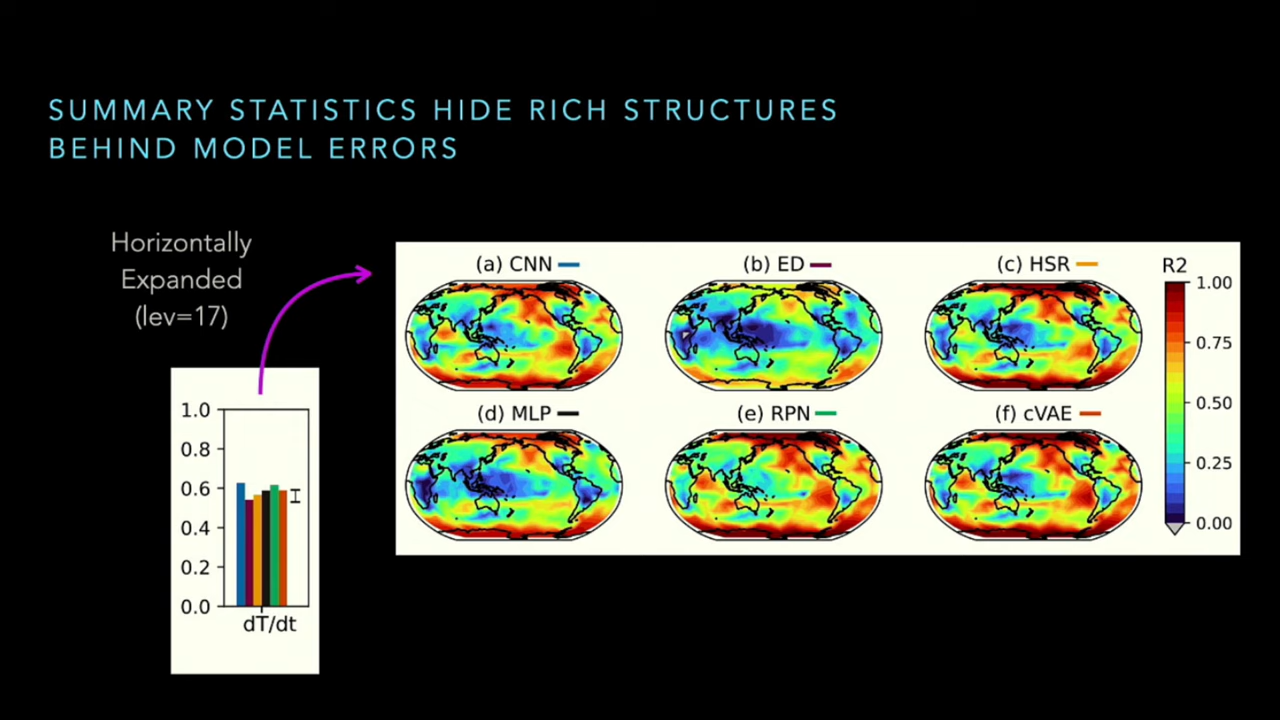 SUMMARY STATISTICS HIDE RICH STRUCTURES
BEHIND MODEL ERRORS
Horizontally
Expanded
(lev=17)
1.0
0.8
0.6
0.4
0.2
0.0
dT/dt
(a) CNN
(b) ED
(c) HSR
(d) MLP
(e) RPN
(f) cVAE
R2
1.00
0.75
0.50
0.25
0.00